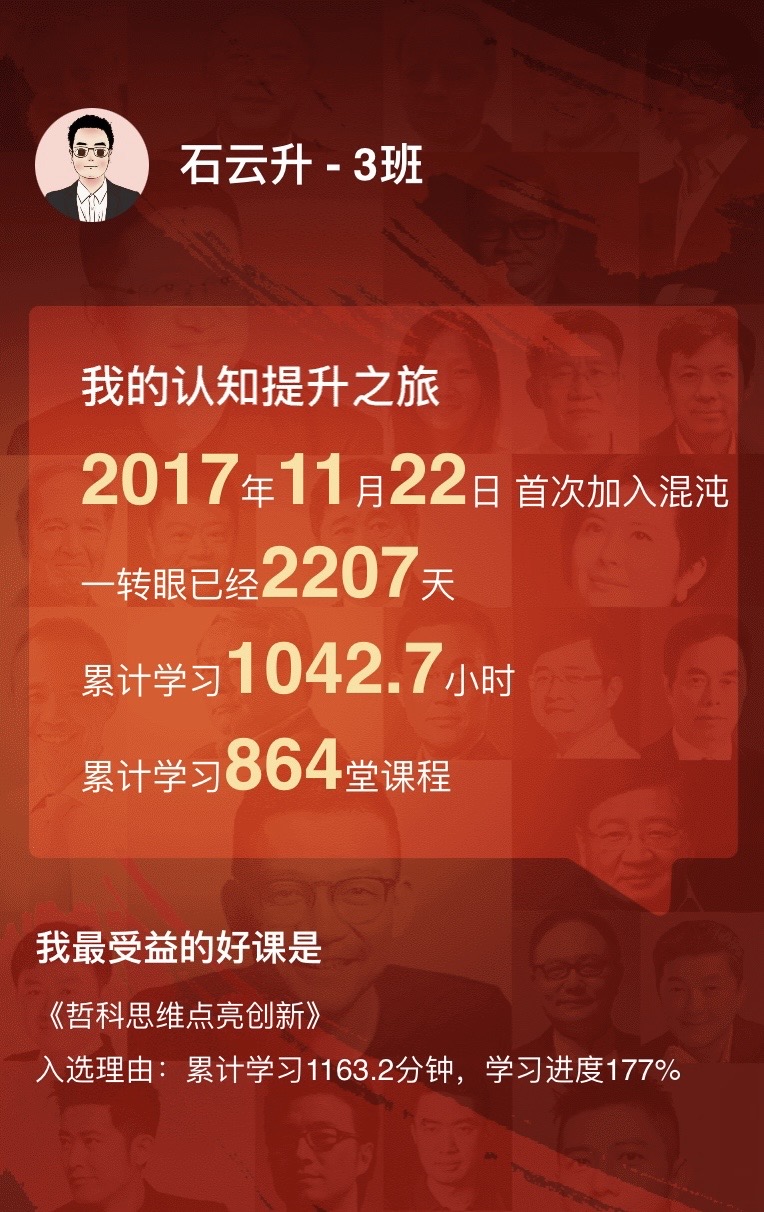 石云升 - 3班
我的认知提升之旅
2017年11月22日 首次加入混沌
一转眼已经2207天
累计学习1042.7小时
累计学习864堂课程
我最受益的好课是
《哲科思维点亮创新》
入选理由：累计学习1163.2分钟，学习进度177%